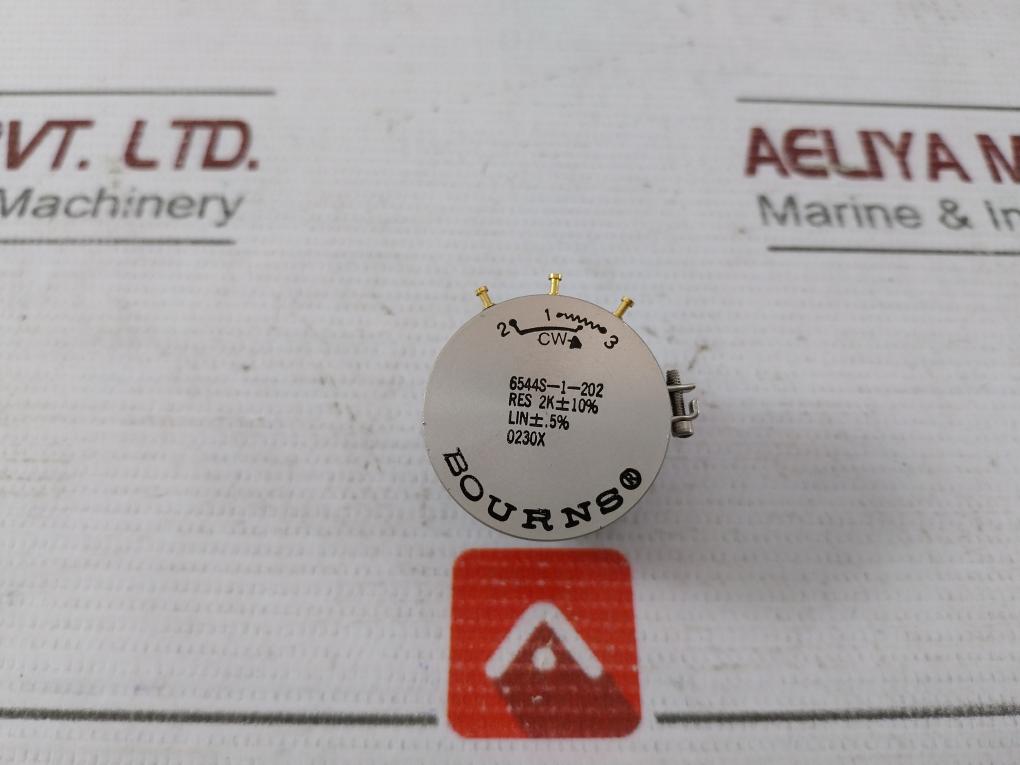 VT. LTD.
Machinery
AELIYA M
Marine & In
2 1 3
CW
6544S-1-202
RES 2K±10%
LIN±.5%
0230X
BOURNS®